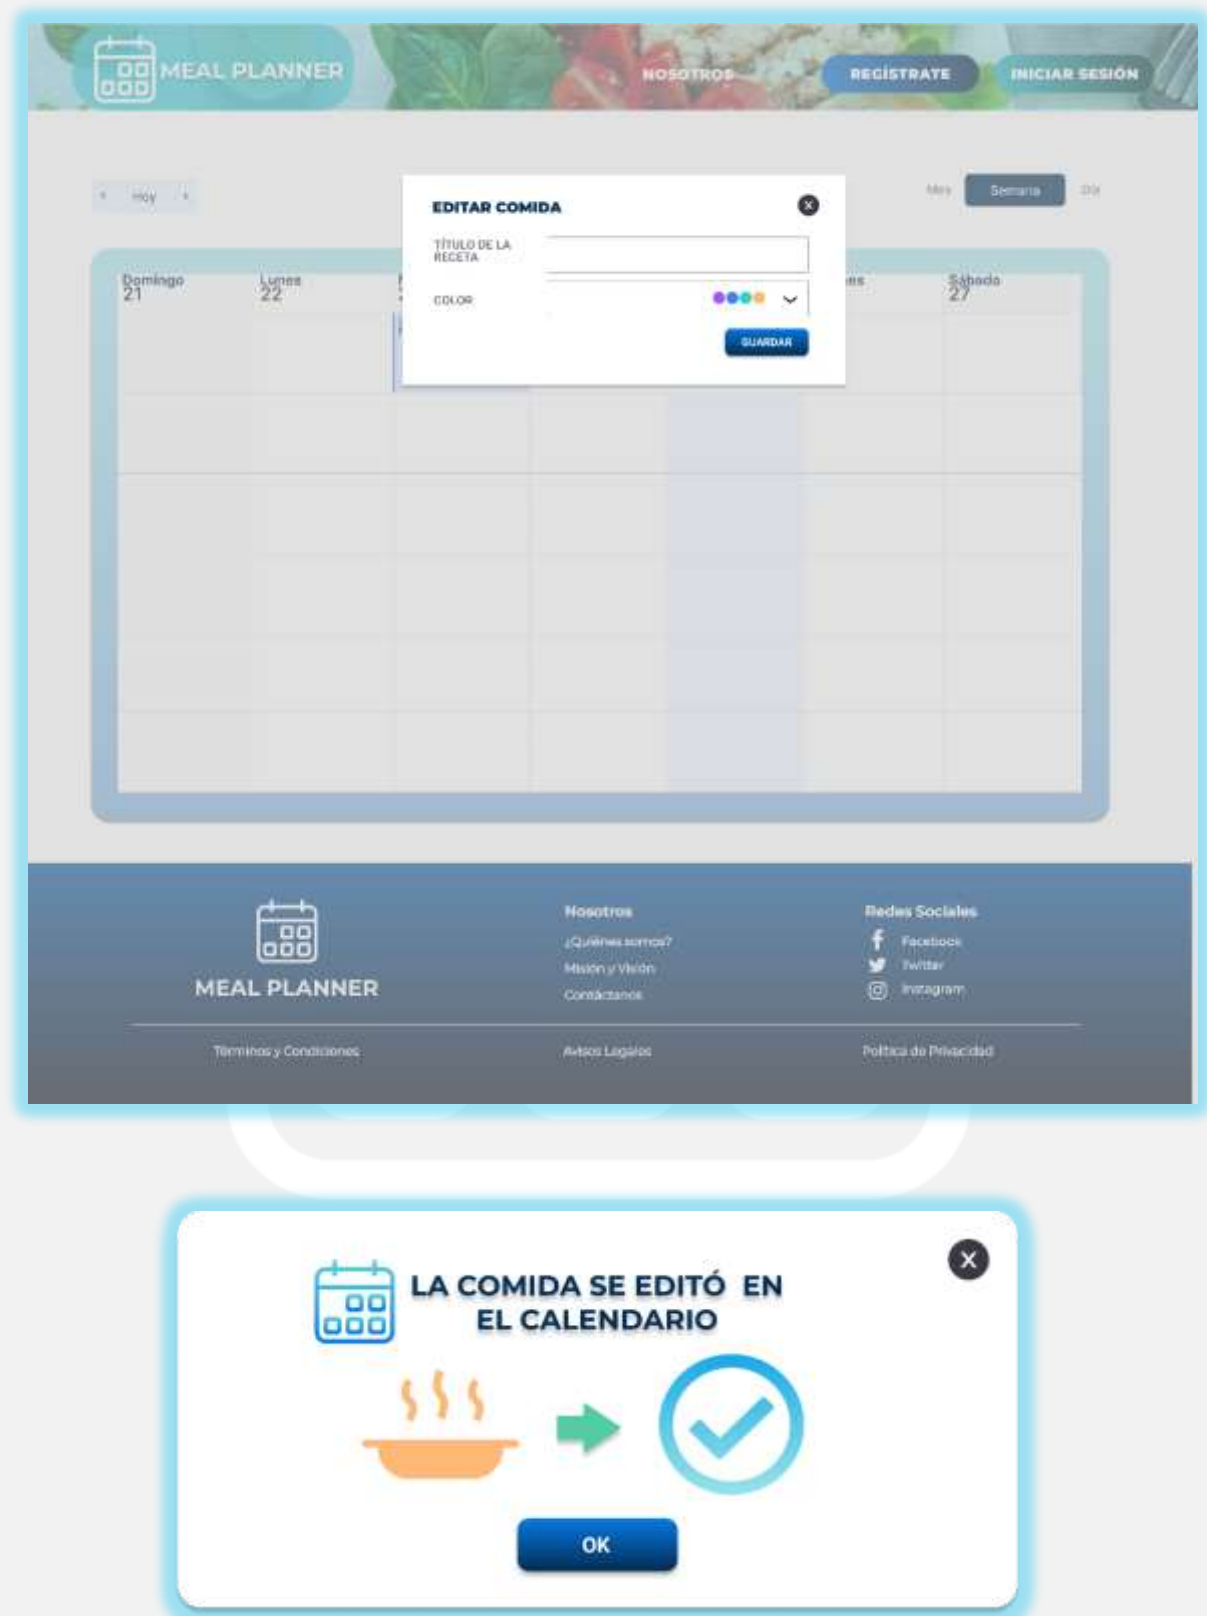 MEAL PLANNER
NOSOTROS
REGÍSTRATE
INICIAR SESIÓN
Hoy
Mes
Semana
Día
EDITAR COMIDA
TÍTULO DE LA
RECETA
COLOR
GUARDAR
Domingo
21
Lunes
22
Sábado
27
MEAL PLANNER
Nosotros
¿Quiénes somos?
Misión y Visión
Contáctanos
Redes Sociales
Facebook
Twitter
Instagram
Términos y Condiciones
Avisos Legales
Política de Privacidad
LA COMIDA SE EDITÓ EN
EL CALENDARIO
OK